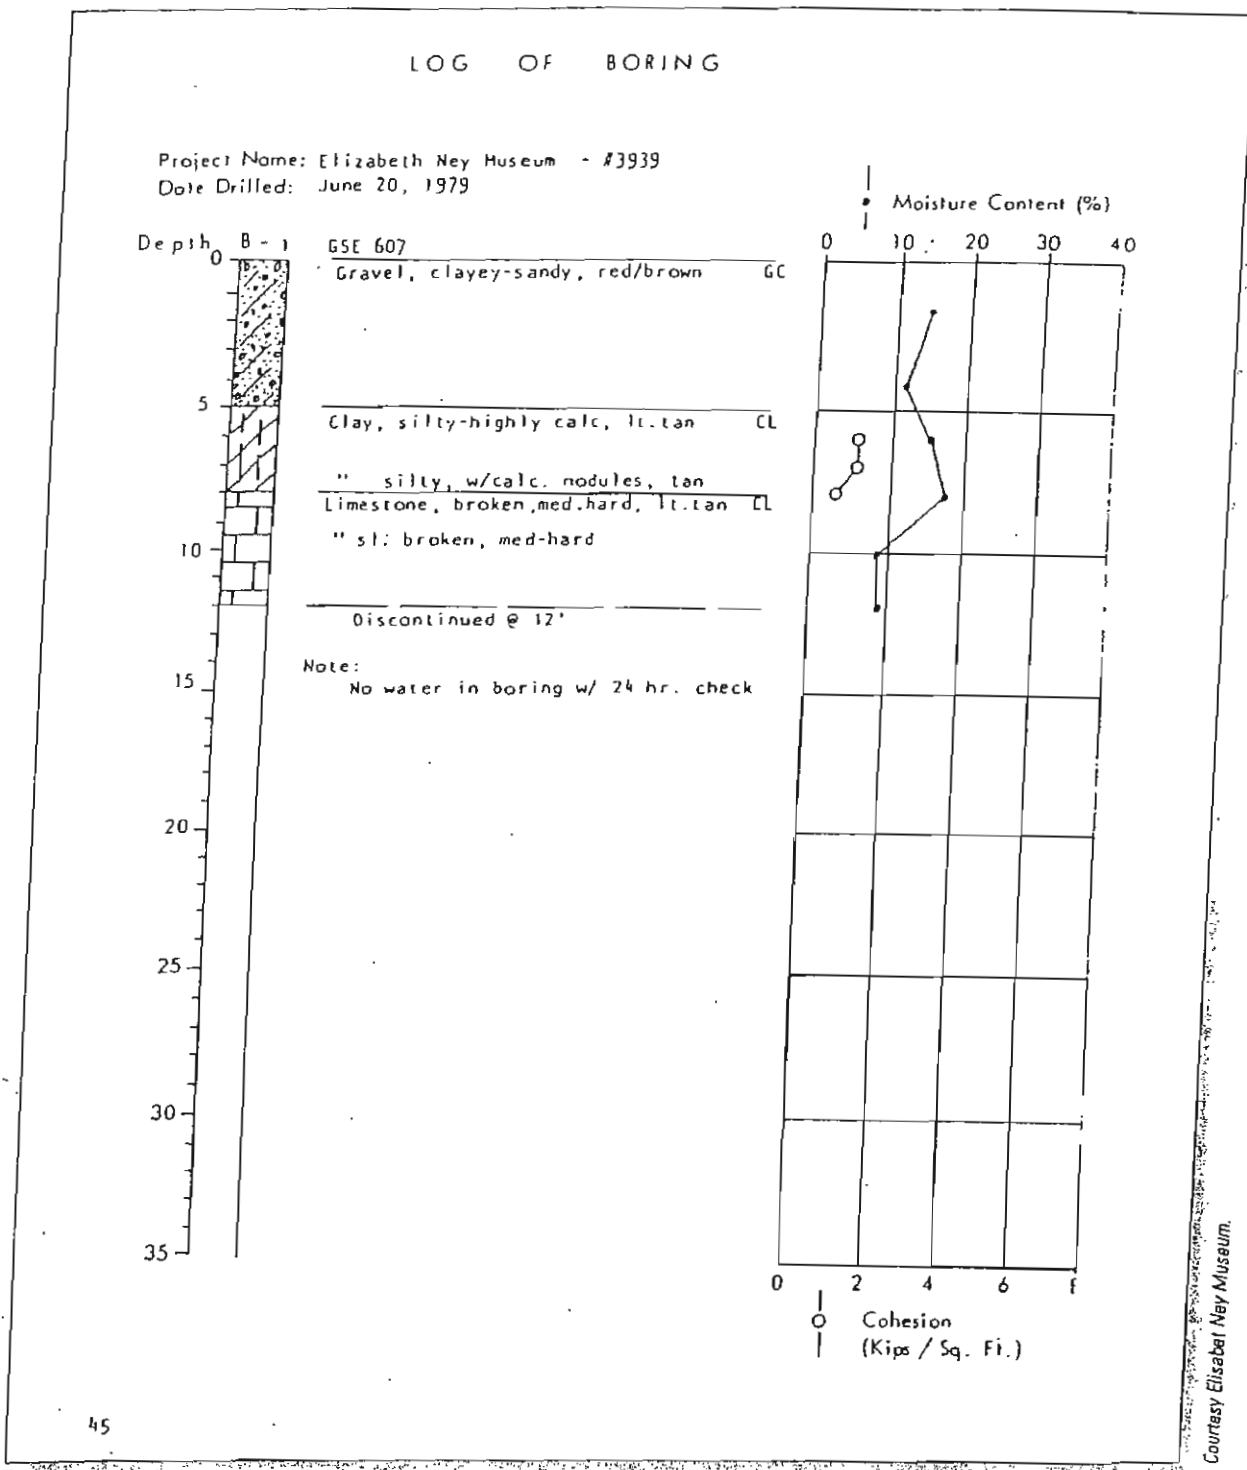 LOG OF BORING
Project Name: Elizabeth Ney Museum - #3939
Date Drilled: June 20, 1979
Moisture Content (%)
Depth B - 1 GSE 607
0 10 20 30 40
0
Gravel, clayey-sandy, red/brown GC
5
Clay, silty-highly calc, lt.tan CL
" silty, w/calc. nodules, tan
Limestone, broken,med.hard, lt.tan CL
" sl. broken, med-hard
10
Discontinued @ 12'
Note:
15
No water in boring w/ 24 hr. check
20
25
30
35
0 2 4 6
Cohesion
(Kips / Sq. Ft.)
45
Courtesy Elisabet Ney Museum.